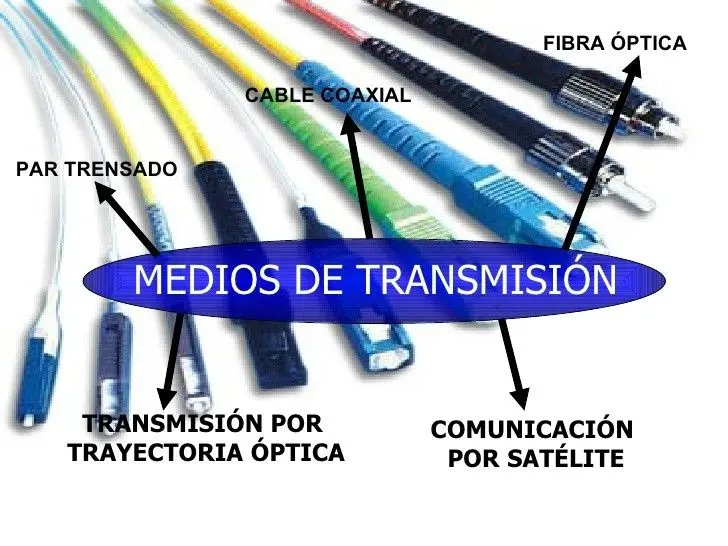 FIBRA ÓPTICA
CABLE COAXIAL
PAR TRENSADO
MEDIOS DE TRANSMISIÓN
TRANSMISIÓN POR
TRAYECTORIA ÓPTICA
COMUNICACIÓN
POR SATÉLITE